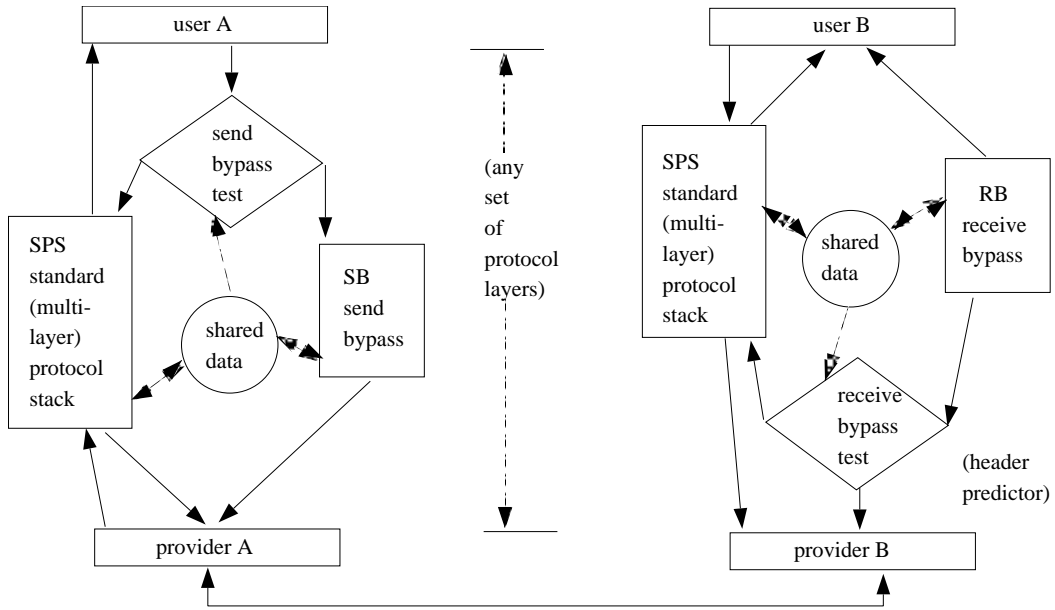 user A
send
bypass
test
SPS
standard
(multi-
layer)
protocol
stack
shared
data
SB
send
bypass
provider A
(any
set
of
protocol
layers)
user B
SPS
standard
(multi-
layer)
protocol
stack
shared
data
RB
receive
bypass
receive
bypass
test
(header
predictor)
provider B